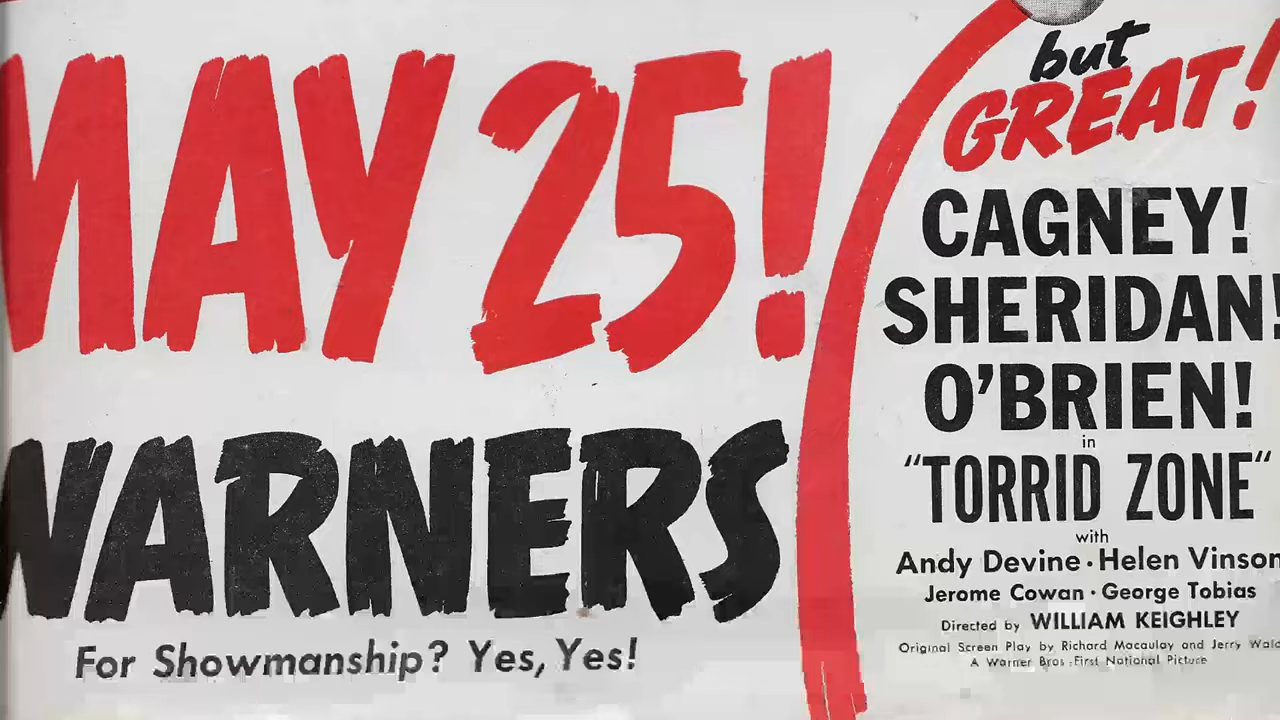 MAY 25!
WARNERS
For Showmanship? Yes, Yes!
but
GREAT!
CAGNEY!
SHERIDAN!
O'BRIEN!
in
"TORRID ZONE"
with
Andy Devine · Helen Vinson
Jerome Cowan · George Tobias
Directed by WILLIAM KEIGHLEY
Original Screen Play by Richard Macaulay and Jerry Wald
A Warner Bros.-First National Picture